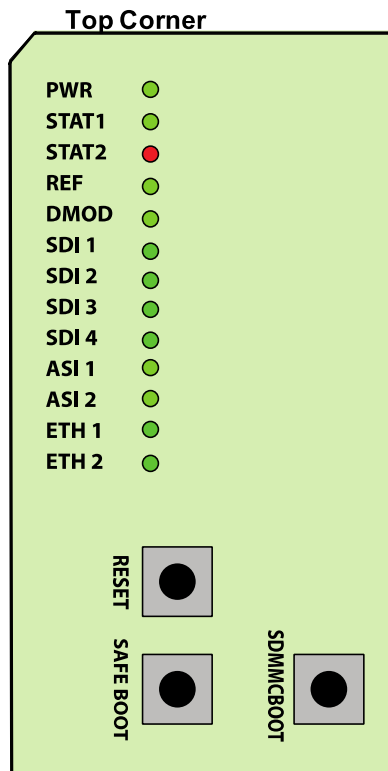 Top Corner
PWR
STAT1
STAT2
REF
DMOD
SDI 1
SDI 2
SDI 3
SDI 4
ASI 1
ASI 2
ETH 1
ETH 2
RESET
SAFE BOOT
SDMMCBOOT